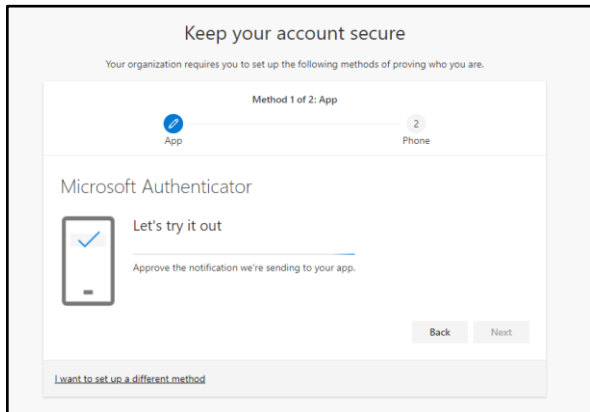 Keep your account secure
Your organization requires you to set up the following methods of proving who you are.
Method 1 of 2: App
2
App
Phone
Microsoft Authenticator
Let's try it out
Approve the notification we're sending to your app.
Back
Next
I want to set up a different method